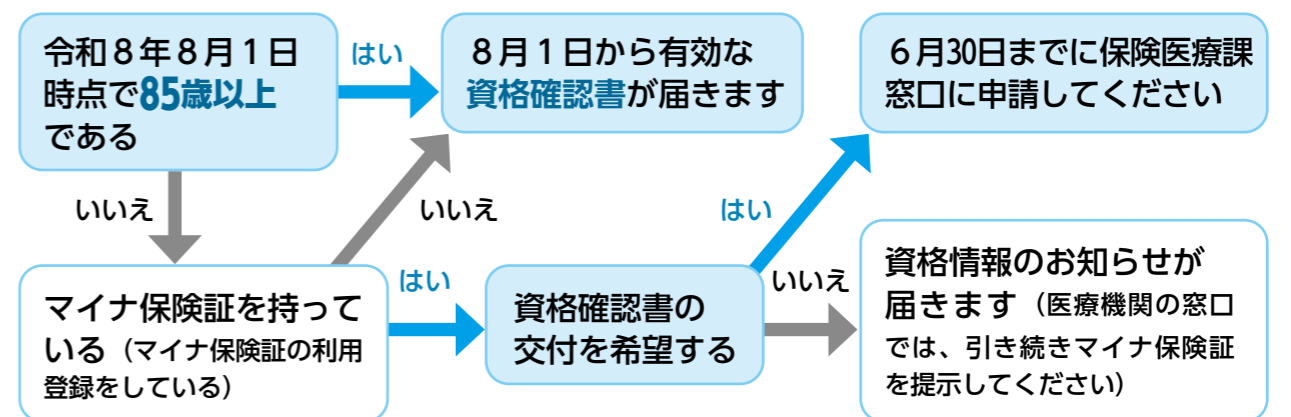 令和８年８月１日
時点で85歳以上
である
はい
８月１日から有効な
資格確認書が届きます
６月30日までに保険医療課
窓口に申請してください
いいえ
いいえ
はい
マイナ保険証を持って
いる（マイナ保険証の利用
登録をしている）
はい
資格確認書の
交付を希望する
いいえ
資格情報のお知らせが
届きます（医療機関の窓口
では、引き続きマイナ保険証
を提示してください）